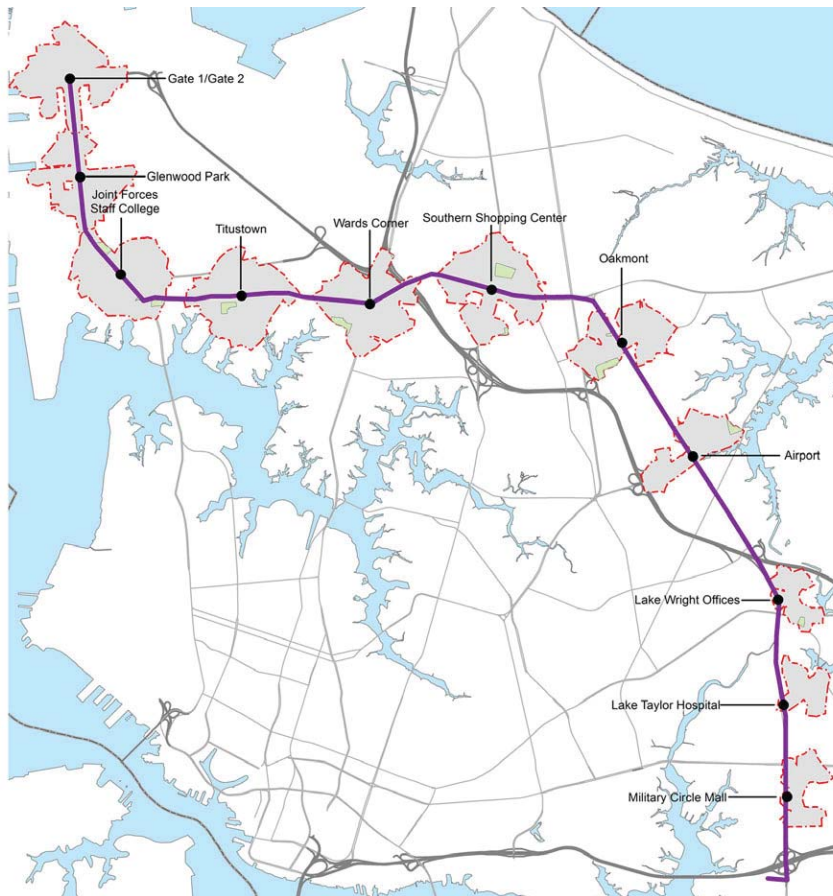 Gate 1/Gate 2
Glenwood Park
Joint Forces
Staff College
Titustown
Wards Corner
Southern Shopping Center
Oakmont
Airport
Lake Wright Offices
Lake Taylor Hospital
Military Circle Mall